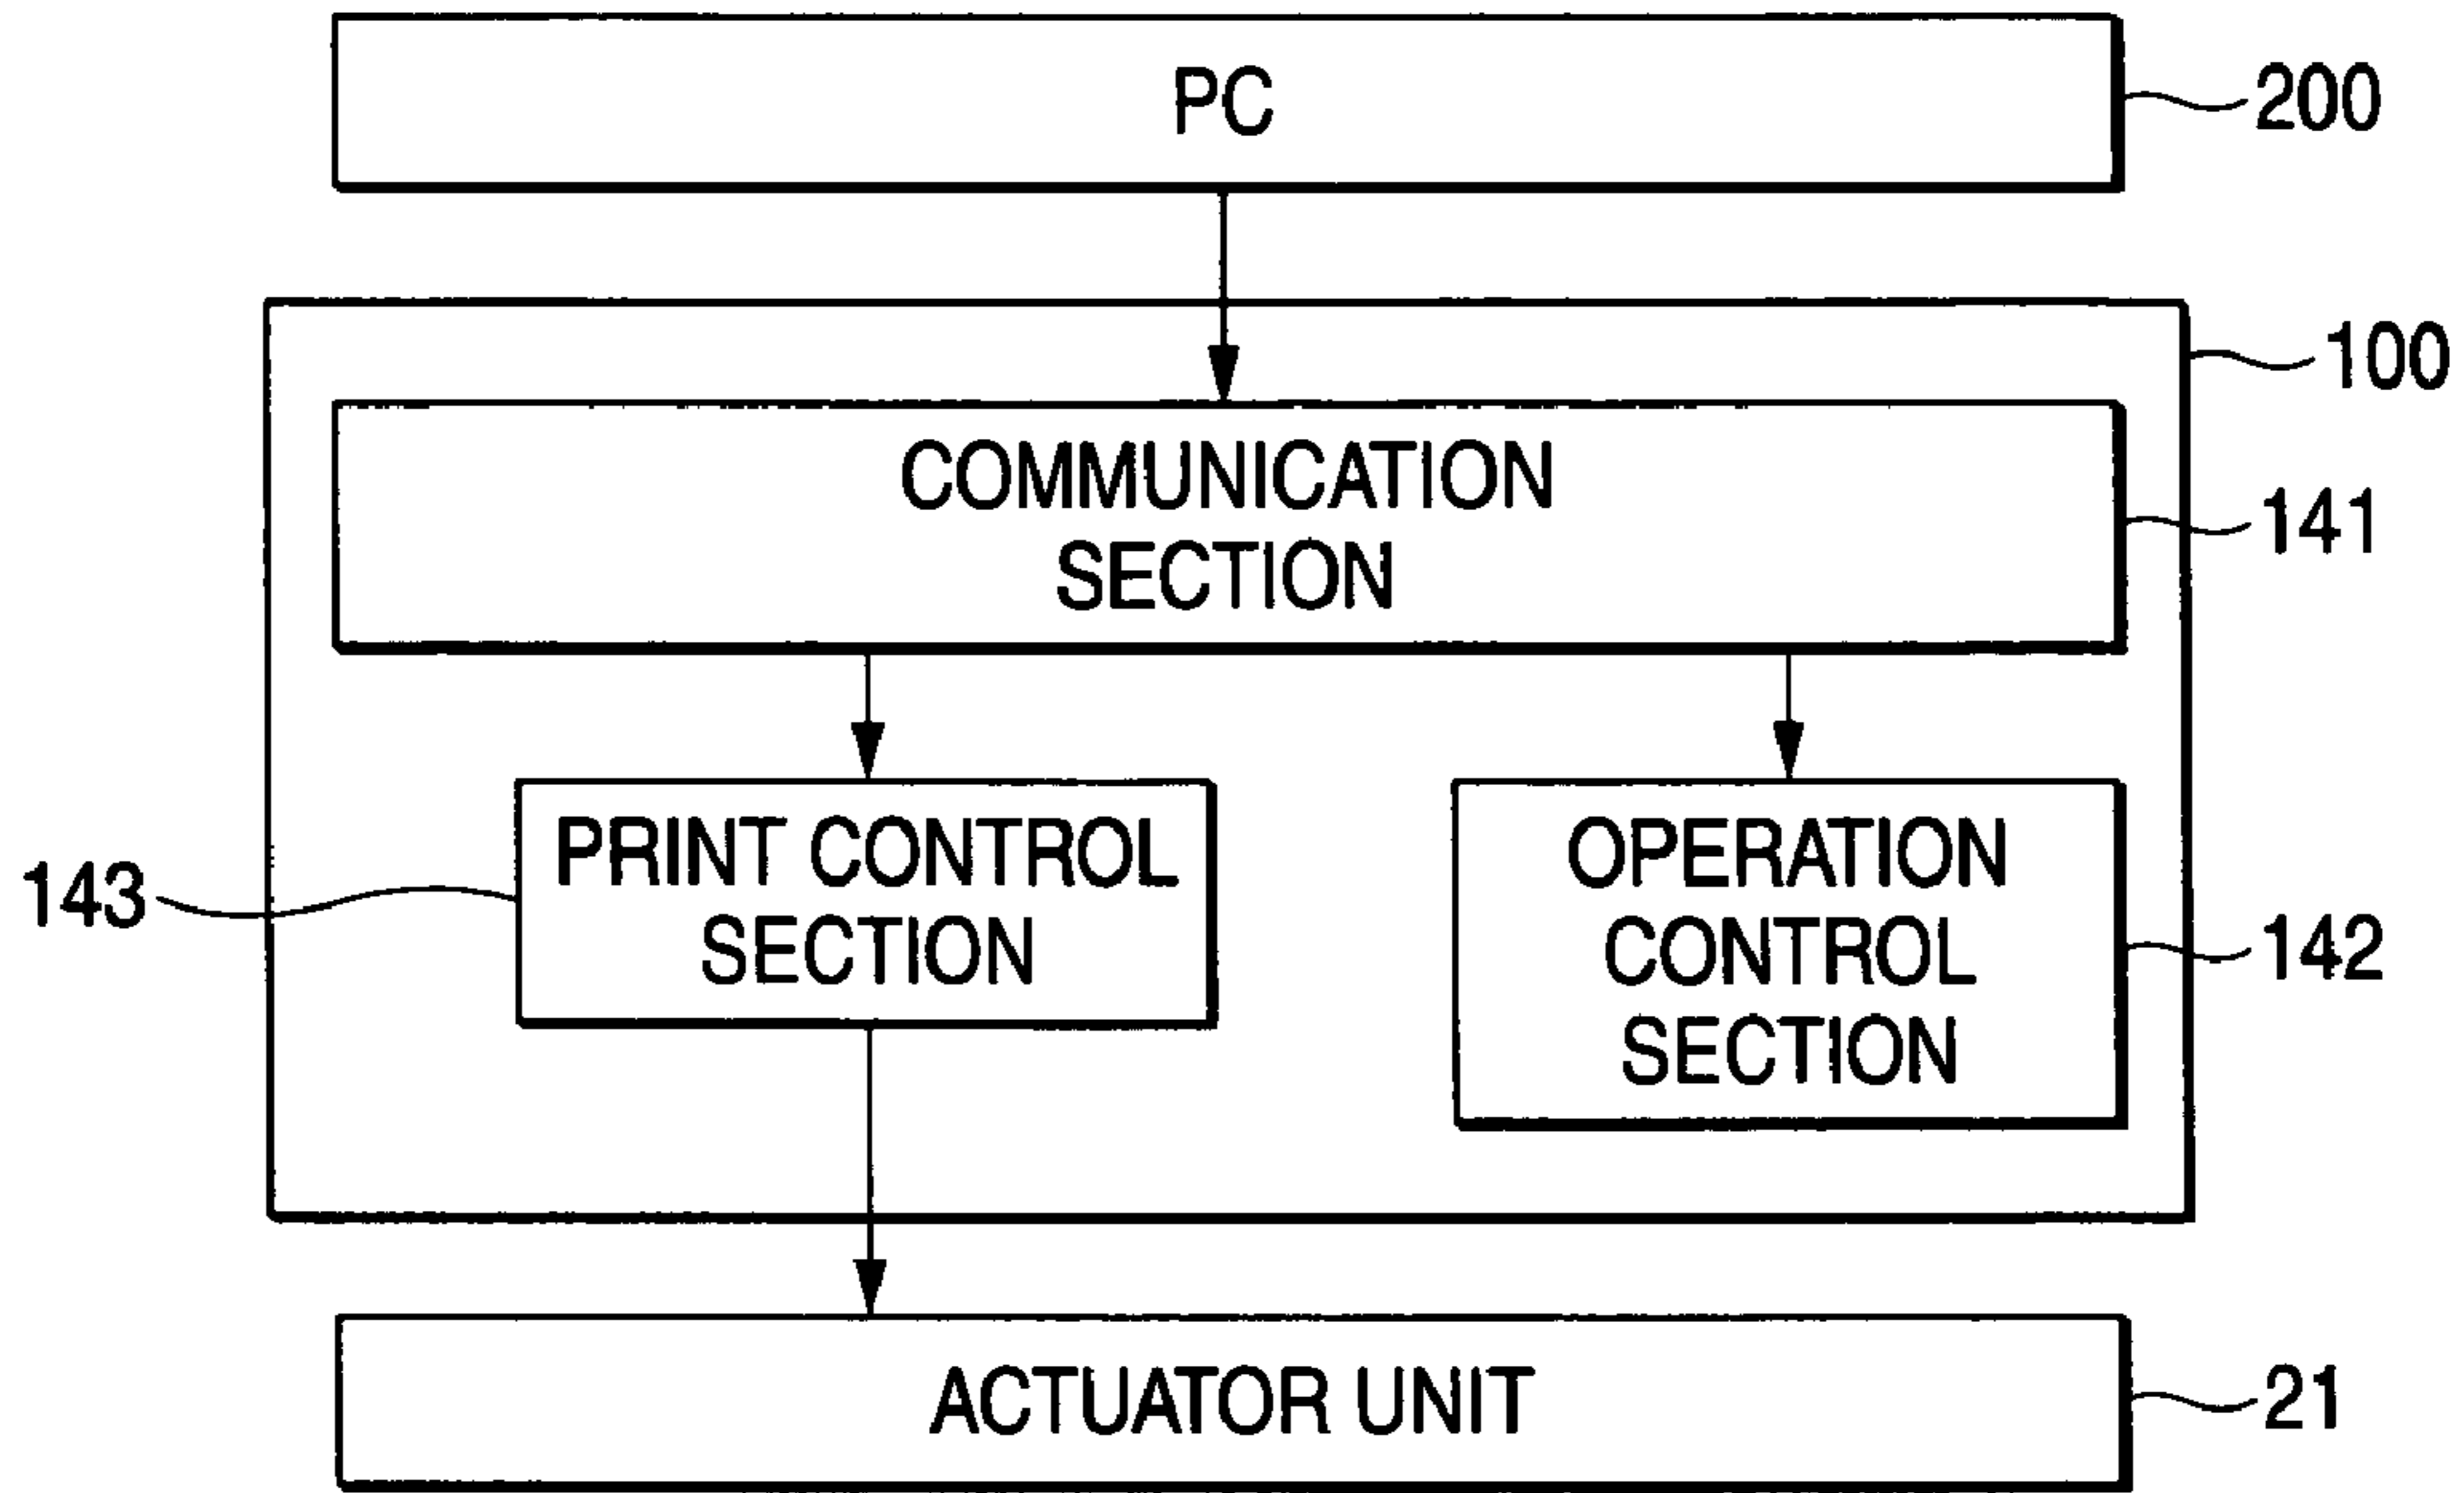 PC
200
100
COMMUNICATION
SECTION
141
PRINT CONTROL
SECTION
143
OPERATION
CONTROL
SECTION
142
ACTUATOR UNIT
21